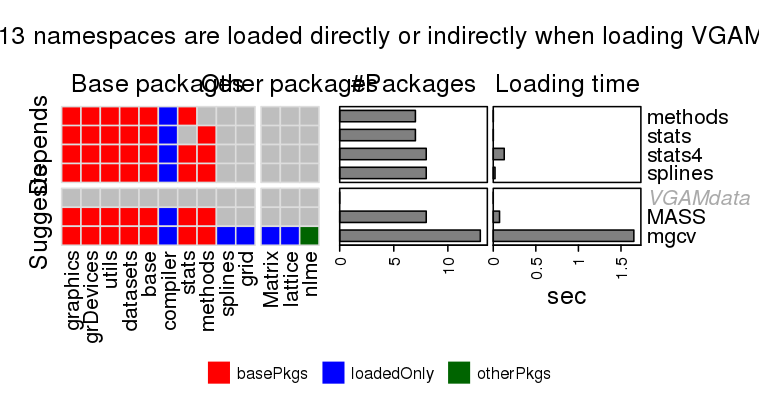 13 namespaces are loaded directly or indirectly when loading VGAM
Base packages Other packages #Packages Loading time
Depends
Suggests
methods
stats
stats4
splines
VGAMdata
MASS
mgcv
graphics
grDevices
utils
datasets
base
compiler
stats
methods
splines
grid
Matrix
lattice
nlme
0 5 10
0 0.5 1 1.5
sec
basePkgs loadedOnly otherPkgs